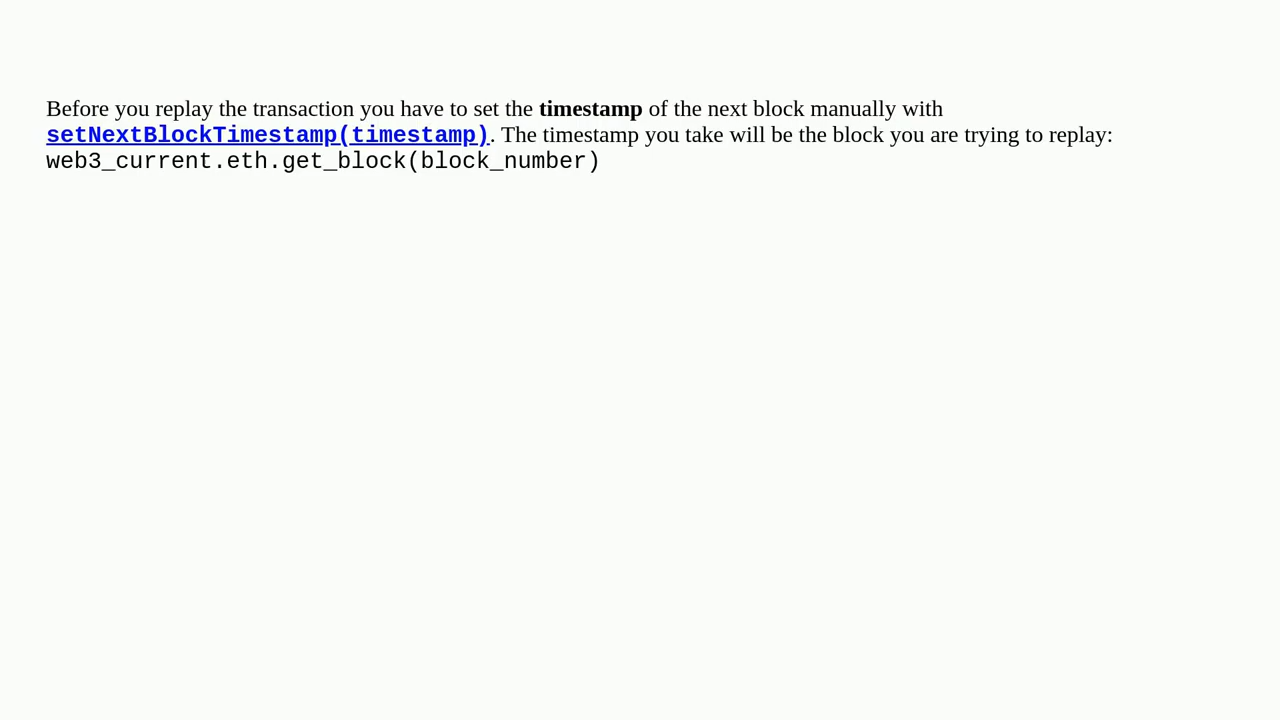 Before you replay the transaction you have to set the timestamp of the next block manually with
setNextBlockTimestamp(timestamp). The timestamp you take will be the block you are trying to replay:
web3_current.eth.get_block(block_number)